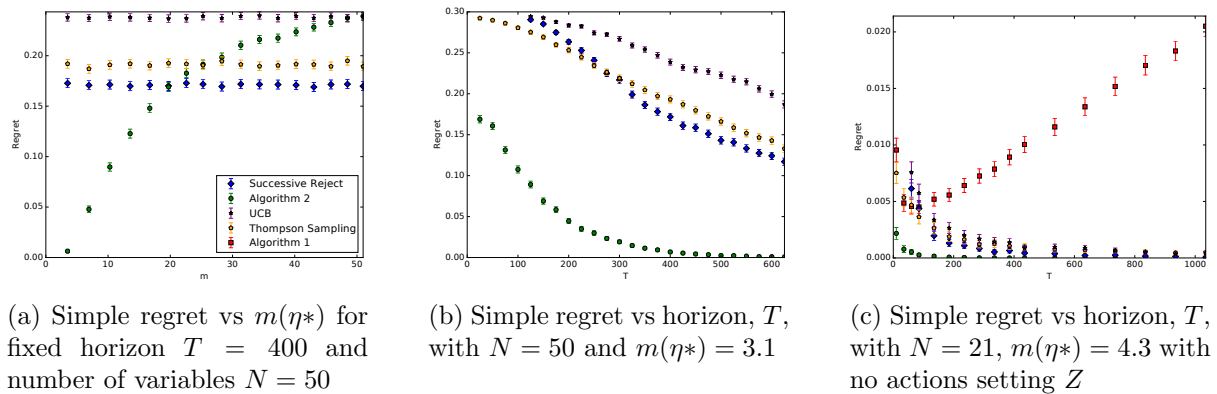 0.20
0.15
0.10
0.05
0.00
Regret
0 10 20 30 40 50
m
Successive Reject
Algorithm 2
UCB
Thompson Sampling
Algorithm 1
0.30
0.25
0.20
0.15
0.10
0.05
0.00
Regret
0 100 200 300 400 500 600
T
0.020
0.015
0.010
0.005
0.000
Regret
0 200 400 600 800 1000
T
(a) Simple regret vs m(η∗) for
fixed horizon T = 400 and
number of variables N = 50
(b) Simple regret vs horizon, T,
with N = 50 and m(η∗) = 3.1
(c) Simple regret vs horizon, T,
with N = 21, m(η∗) = 4.3 with
no actions setting Z